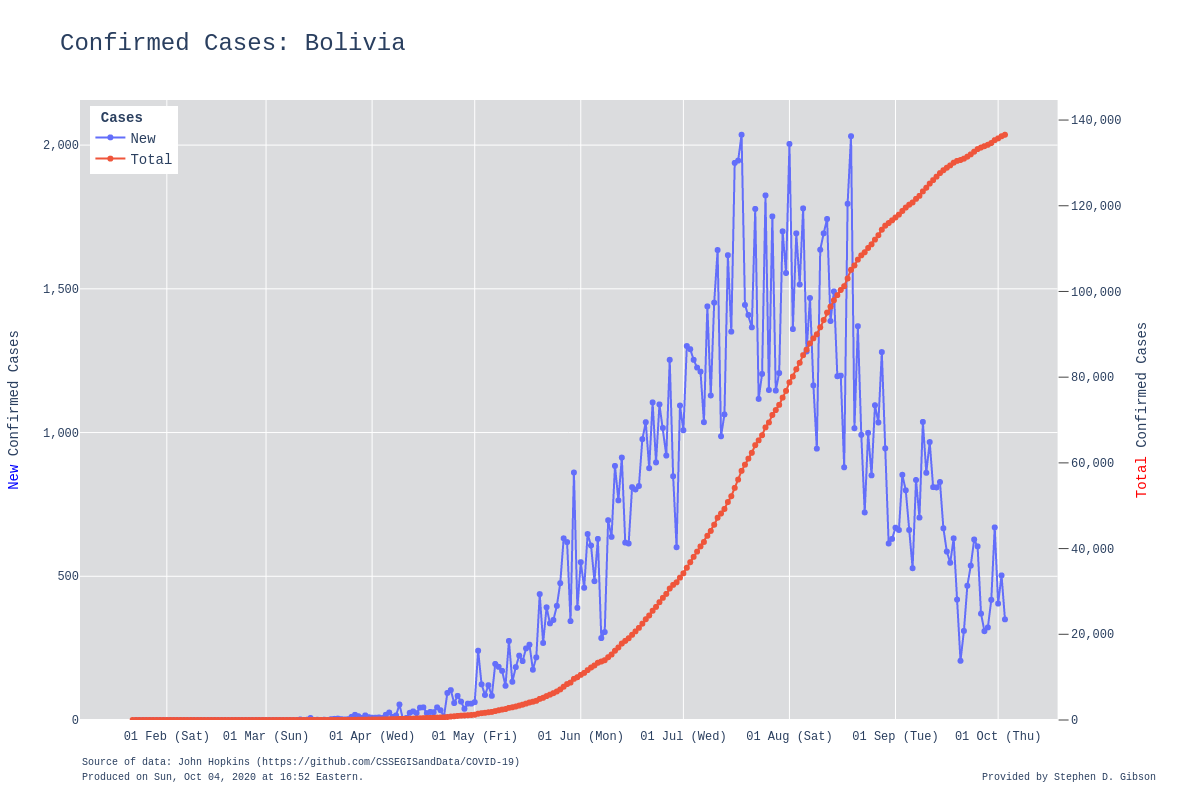 Confirmed Cases: Bolivia
Cases
New
Total
2,000
1,500
1,000
500
0
New Confirmed Cases
140,000
120,000
100,000
80,000
60,000
40,000
20,000
0
Total Confirmed Cases
01 Feb (Sat) 01 Mar (Sun) 01 Apr (Wed) 01 May (Fri) 01 Jun (Mon) 01 Jul (Wed) 01 Aug (Sat) 01 Sep (Tue) 01 Oct (Thu)
Source of data: John Hopkins (https://github.com/CSSEGISandData/COVID-19)
Produced on Sun, Oct 04, 2020 at 16:52 Eastern.
Provided by Stephen D. Gibson